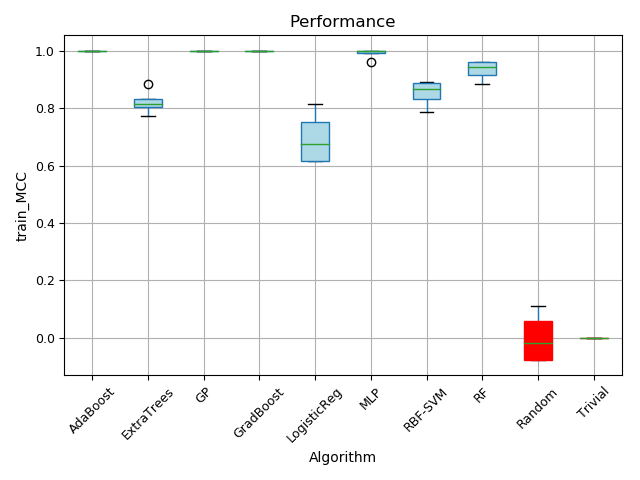 Performance
train_MCC
1.0
0.8
0.6
0.4
0.2
0.0
AdaBoost
ExtraTrees
GP
GradBoost
LogisticReg
MLP
RBF-SVM
RF
Random
Trivial
Algorithm